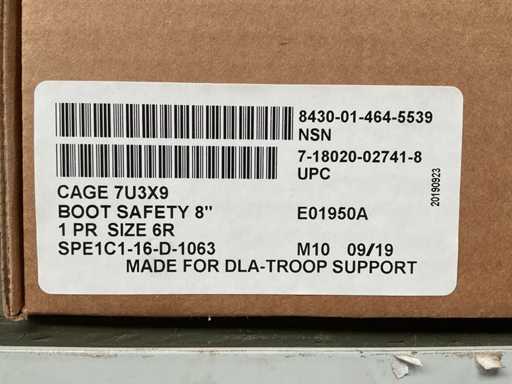 8430-01-464-5539
NSN
7-18020-02741-8
UPC
CAGE 7U3X9
BOOT SAFETY 8" E01950A
1 PR SIZE 6R
SPE1C1-16-D-1063 M10 09/19
MADE FOR DLA-TROOP SUPPORT
20190923